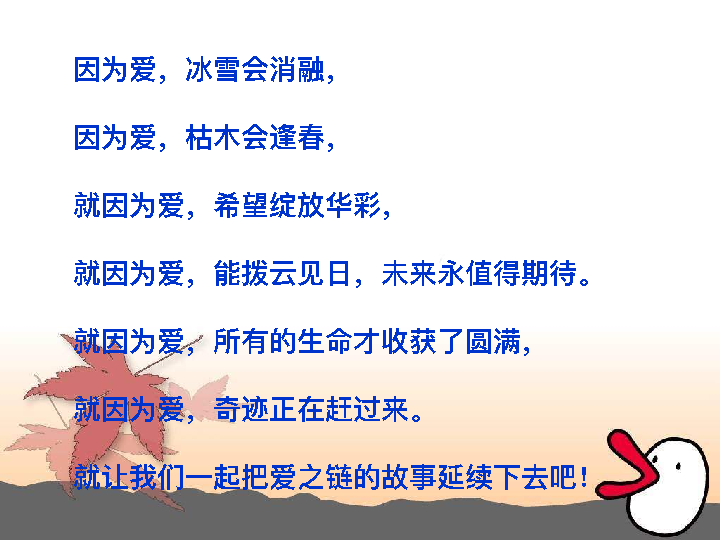 因为爱，冰雪会消融，
因为爱，枯木会逢春，
就因为爱，希望绽放华彩，
就因为爱，能拨云见日，未来永值得期待。
就因为爱，所有的生命才收获了圆满，
就因为爱，奇迹正在赶过来。
就让我们一起把爱之链的故事延续下去吧！